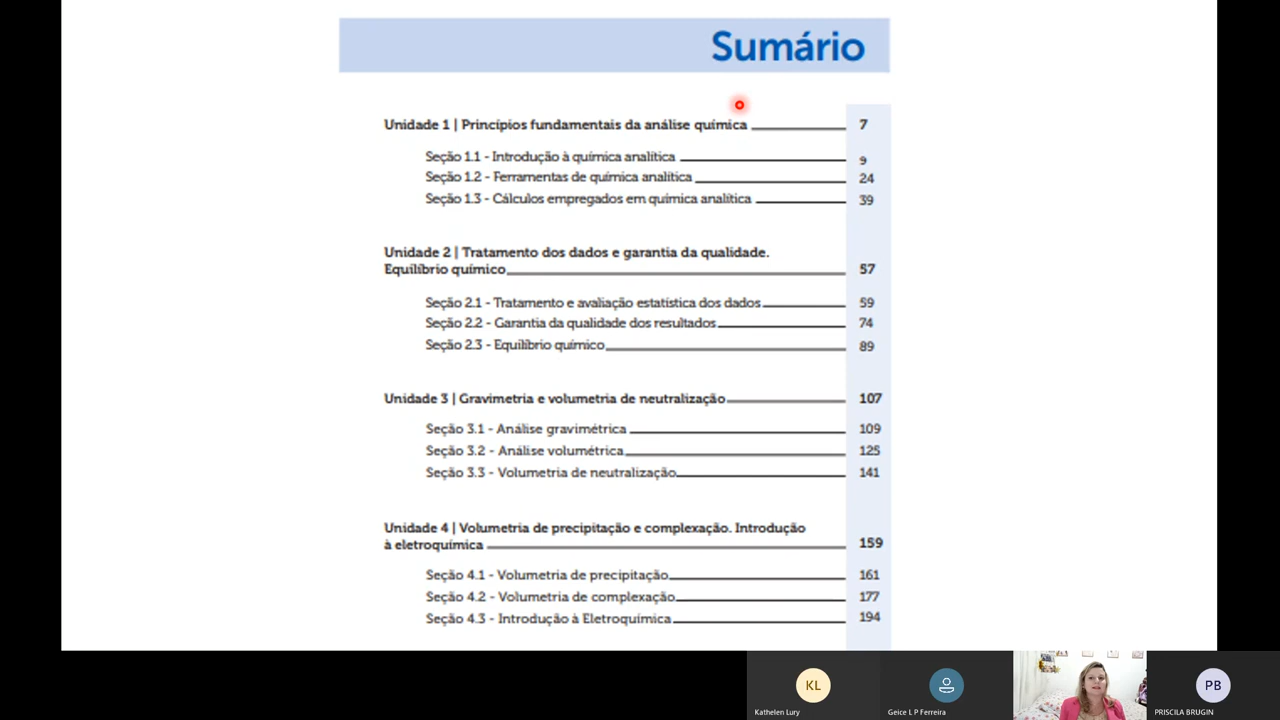 Sumário
Unidade 1 | Princípios fundamentais da análise química 7
Seção 1.1 - Introdução à química analítica 9
Seção 1.2 - Ferramentas de química analítica 24
Seção 1.3 - Cálculos empregados em química analítica 39
Unidade 2 | Tratamento dos dados e garantia da qualidade.
Equilíbrio químico 57
Seção 2.1 - Tratamento e avaliação estatística dos dados 59
Seção 2.2 - Garantia da qualidade dos resultados 74
Seção 2.3 - Equilíbrio químico 89
Unidade 3 | Gravimetria e volumetria de neutralização 107
Seção 3.1 - Análise gravimétrica 109
Seção 3.2 - Análise volumétrica 125
Seção 3.3 - Volumetria de neutralização 141
Unidade 4 | Volumetria de precipitação e complexação. Introdução
à eletroquímica 159
Seção 4.1 - Volumetria de precipitação 161
Seção 4.2 - Volumetria de complexação 177
Seção 4.3 - Introdução à Eletroquímica 194
KL
PB
Kathelen Lury
Geice L P Ferreira
PRISCILA BRUGIN